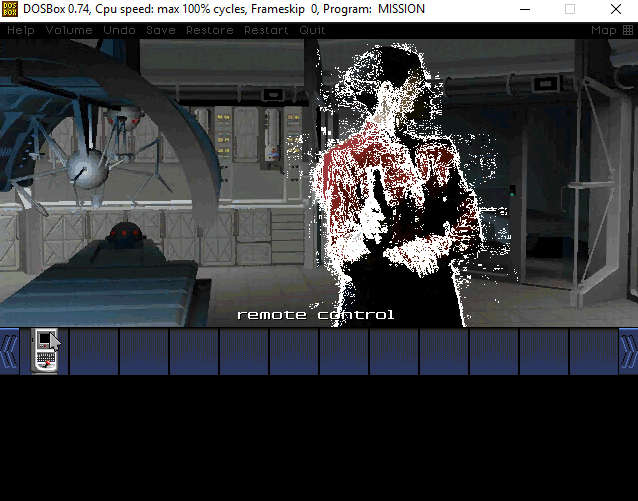 DOSBox 0.74, Cpu speed: max 100% cycles, Frameskip 0, Program: MISSION
Help Volume Undo Save Restore Restart Quit Map
remote control